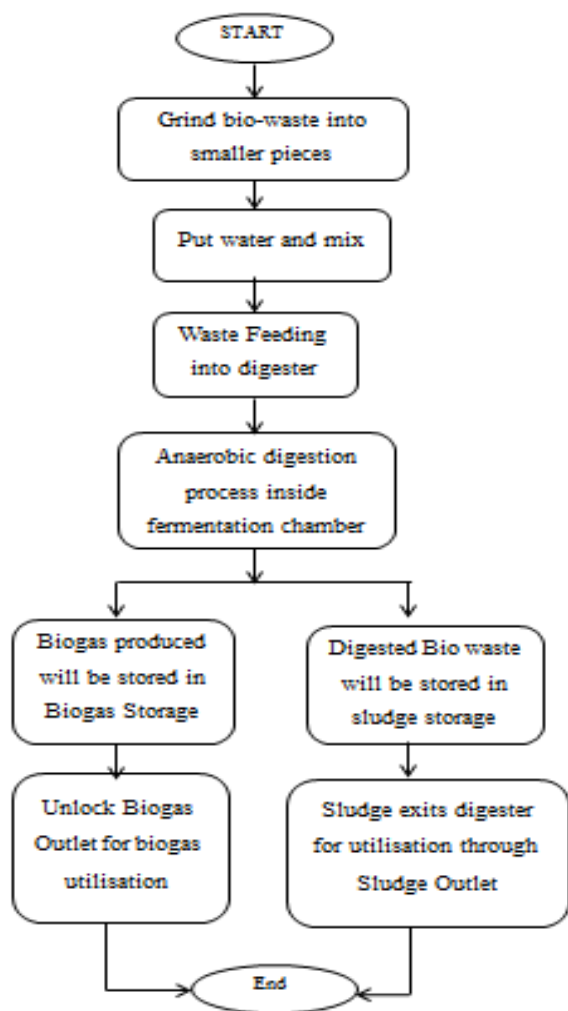 START
Grind bio-waste into
smaller pieces
Put water and mix
Waste Feeding
into digester
Anaerobic digestion
process inside
fermentation chamber
Biogas produced
will be stored in
Biogas Storage
Digested Bio waste
will be stored in
sludge storage
Unlock Biogas
Outlet for biogas
utilisation
Sludge exits digester
for utilisation through
Sludge Outlet
End